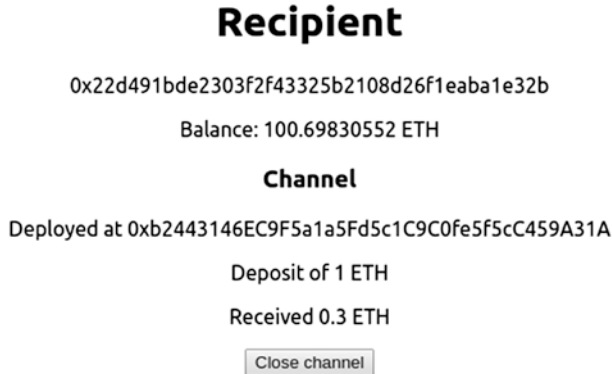 Recipient
0x22d491bde2303f2f43325b2108d26f1eaba1e32b
Balance: 100.69830552 ETH
Channel
Deployed at 0xb2443146EC9F5a1a5Fd5c1C9C0fe5f5cC459A31A
Deposit of 1 ETH
Received 0.3 ETH
Close channel